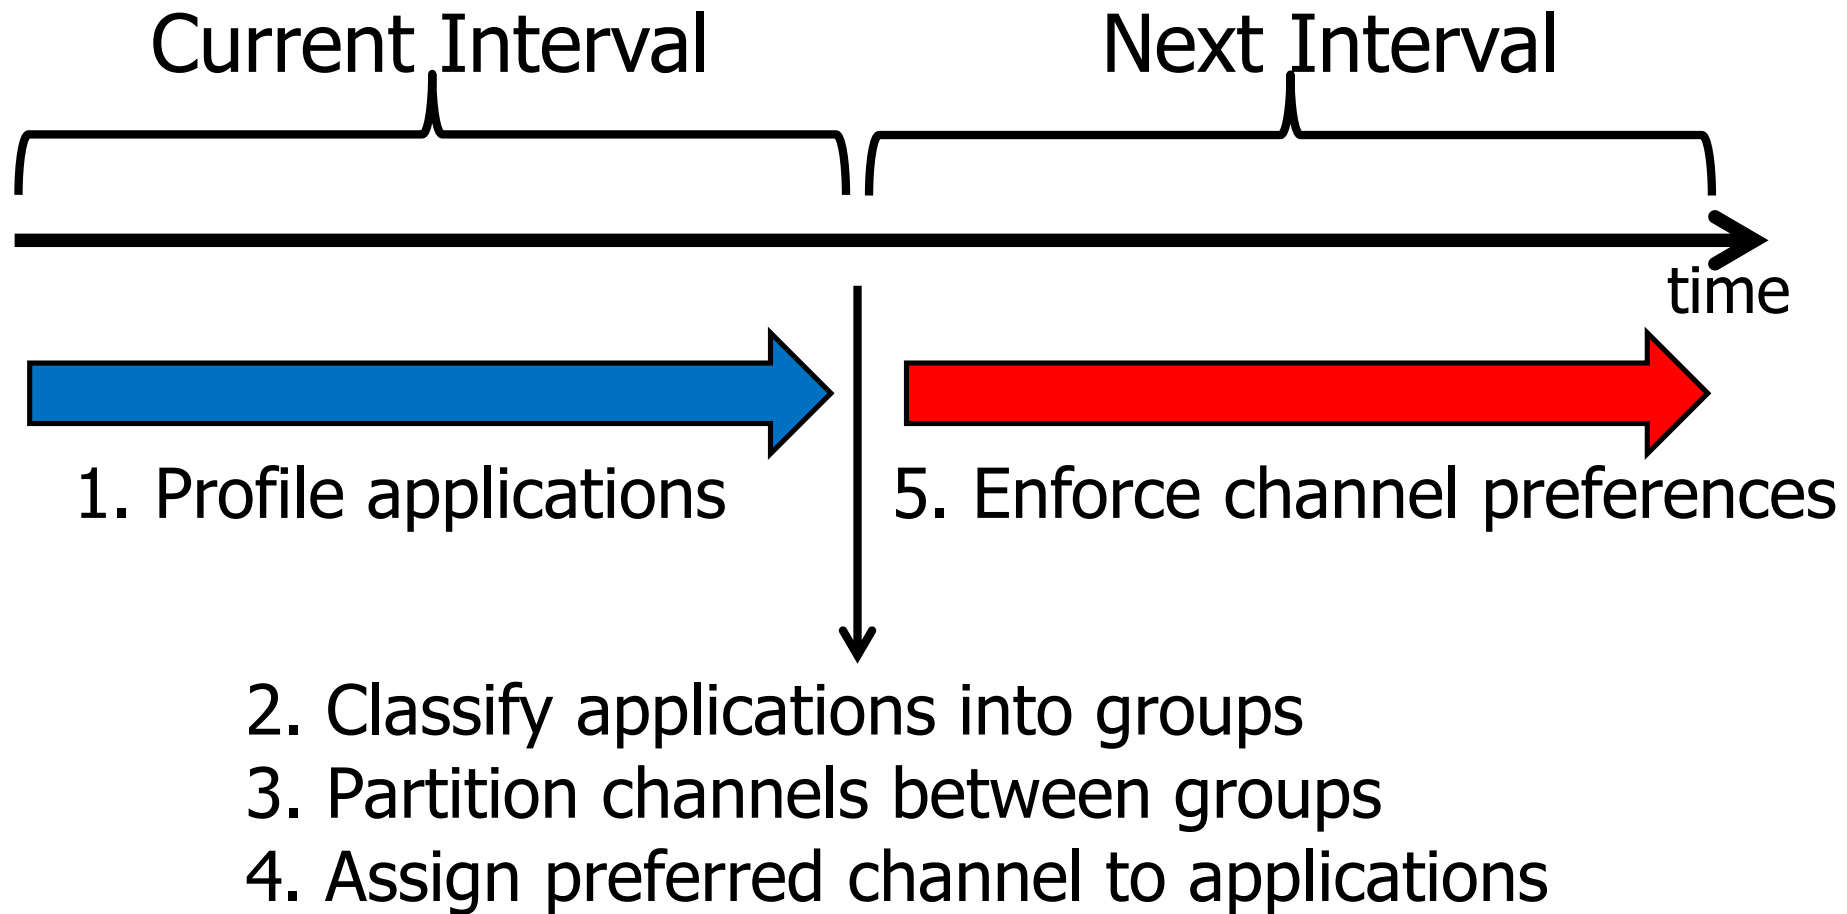 Current Interval
Next Interval
time
1. Profile applications
5. Enforce channel preferences
2. Classify applications into groups
3. Partition channels between groups
4. Assign preferred channel to applications